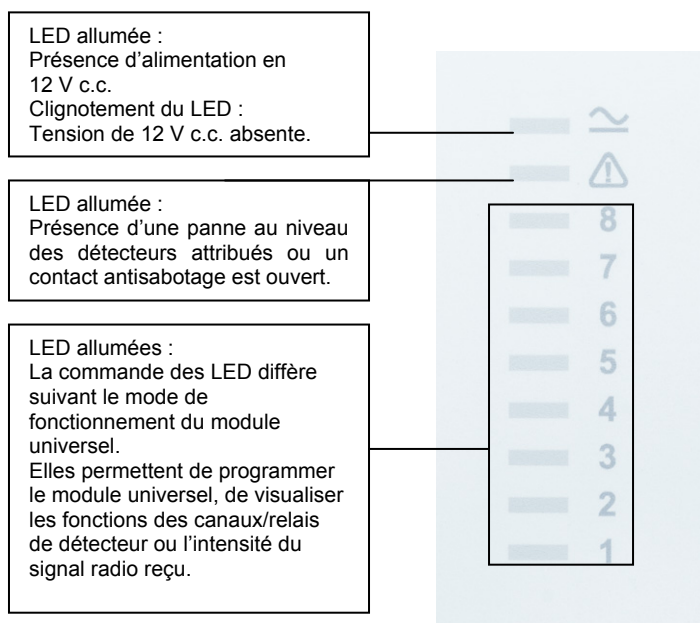 LED allumée :
Présence d’alimentation en
12 V c.c.
Clignotement du LED :
Tension de 12 V c.c. absente.
LED allumée :
Présence d’une panne au niveau
des détecteurs attribués ou un
contact antisabotage est ouvert.
LED allumées :
La commande des LED diffère
suivant le mode de
fonctionnement du module
universel.
Elles permettent de programmer
le module universel, de visualiser
les fonctions des canaux/relais
de détecteur ou l’intensité du
signal radio reçu.
8
7
6
5
4
3
2
1